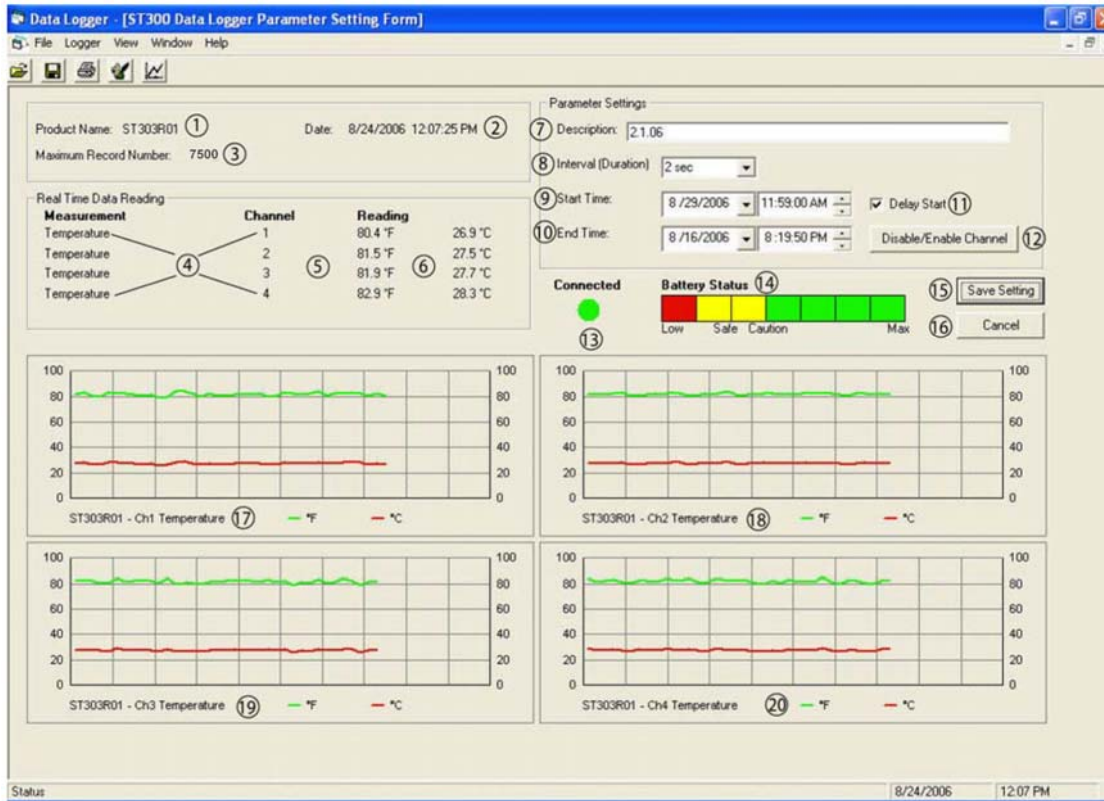 Data Logger - [ST300 Data Logger Parameter Setting Form]
File Logger View Window Help
Product Name: ST303R01 ① Date: 8/24/2006 12:07:25 PM ②
Maximum Record Number: 7500 ③
Real Time Data Reading
Measurement Channel Reading
Temperature 1 80.4 °F 26.9 °C
Temperature 2 81.5 °F 27.5 °C
④ ⑤ ⑥
Temperature 3 81.9 °F 27.7 °C
Temperature 4 82.9 °F 28.3 °C
Parameter Settings
⑦ Description: 2.1.06
⑧ Interval (Duration) 2 sec
⑨ Start Time: 8 /29/2006 11:59:00 AM Delay Start ⑪
⑩ End Time: 8 /16/2006 8:19:50 PM Disable/Enable Channel ⑫
Connected Battery Status ⑭
⑬ Low Safe Caution Max
⑮ Save Setting
⑯ Cancel
100 100
80 80
60 60
40 40
20 20
0 0
ST303R01 - Ch1 Temperature ⑰ °F °C
100 100
80 80
60 60
40 40
20 20
0 0
ST303R01 - Ch2 Temperature ⑱ °F °C
100 100
80 80
60 60
40 40
20 20
0 0
ST303R01 - Ch3 Temperature ⑲ °F °C
100 100
80 80
60 60
40 40
20 20
0 0
ST303R01 - Ch4 Temperature ⑳ °F °C
Status 8/24/2006 12:07 PM